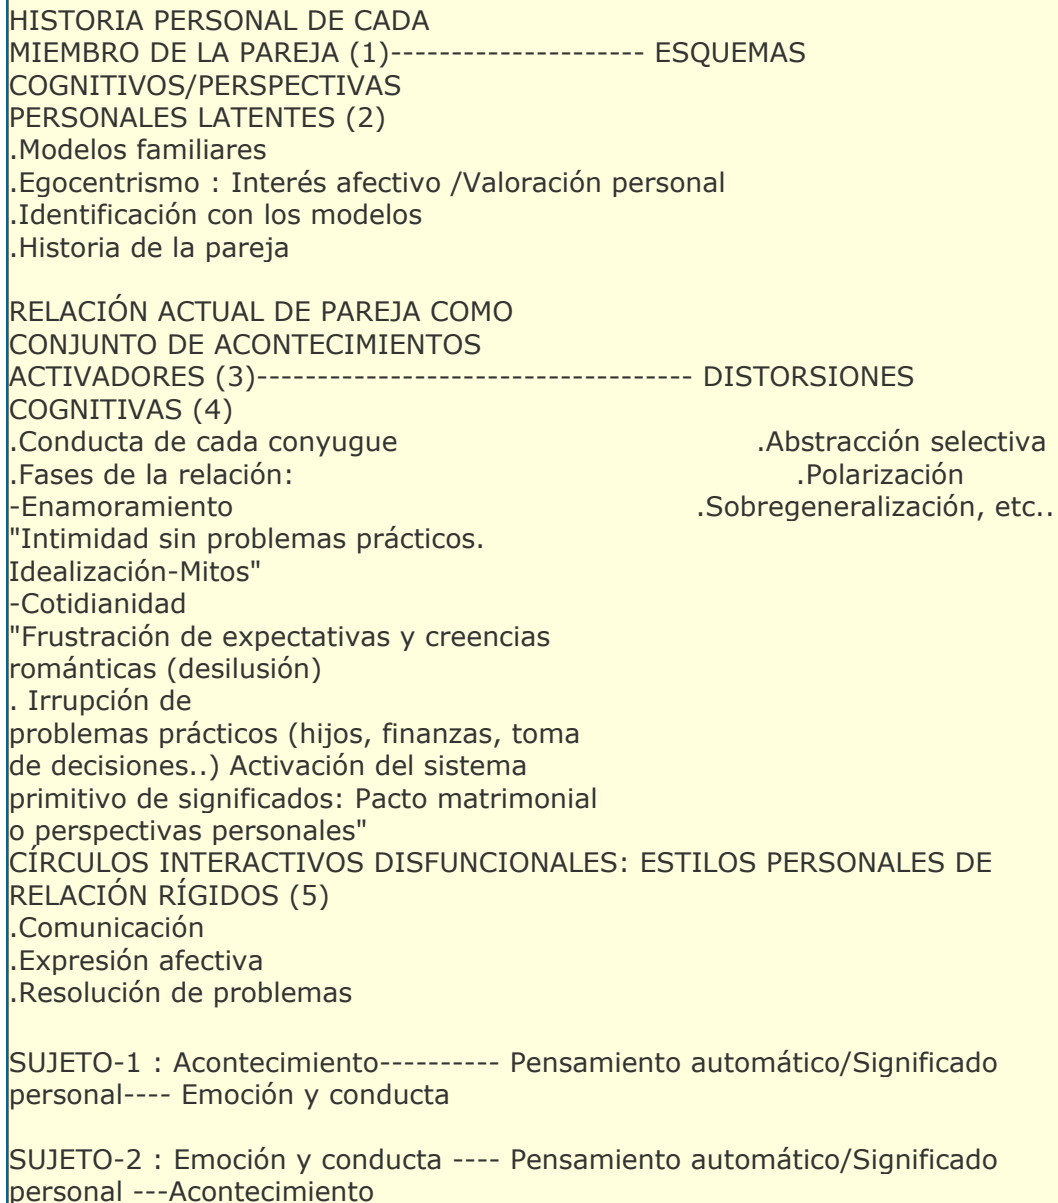 HISTORIA PERSONAL DE CADA
MIEMBRO DE LA PAREJA (1)--------------------- ESQUEMAS
COGNITIVOS/PERSPECTIVAS
PERSONALES LATENTES (2)
.Modelos familiares
.Egocentrismo : Interés afectivo /Valoración personal
.Identificación con los modelos
.Historia de la pareja

RELACIÓN ACTUAL DE PAREJA COMO
CONJUNTO DE ACONTECIMIENTOS
ACTIVADORES (3)------------------------------------ DISTORSIONES
COGNITIVAS (4)
.Conducta de cada conyugue .Abstracción selectiva
.Fases de la relación: .Polarización
-Enamoramiento .Sobregeneralización, etc..
"Intimidad sin problemas prácticos.
Idealización-Mitos"
-Cotidianidad
"Frustración de expectativas y creencias
románticas (desilusión)
. Irrupción de
problemas prácticos (hijos, finanzas, toma
de decisiones..) Activación del sistema
primitivo de significados: Pacto matrimonial
o perspectivas personales"
CÍRCULOS INTERACTIVOS DISFUNCIONALES: ESTILOS PERSONALES DE
RELACIÓN RÍGIDOS (5)
.Comunicación
.Expresión afectiva
.Resolución de problemas

SUJETO-1 : Acontecimiento---------- Pensamiento automático/Significado
personal---- Emoción y conducta

SUJETO-2 : Emoción y conducta ---- Pensamiento automático/Significado
personal ---Acontecimiento